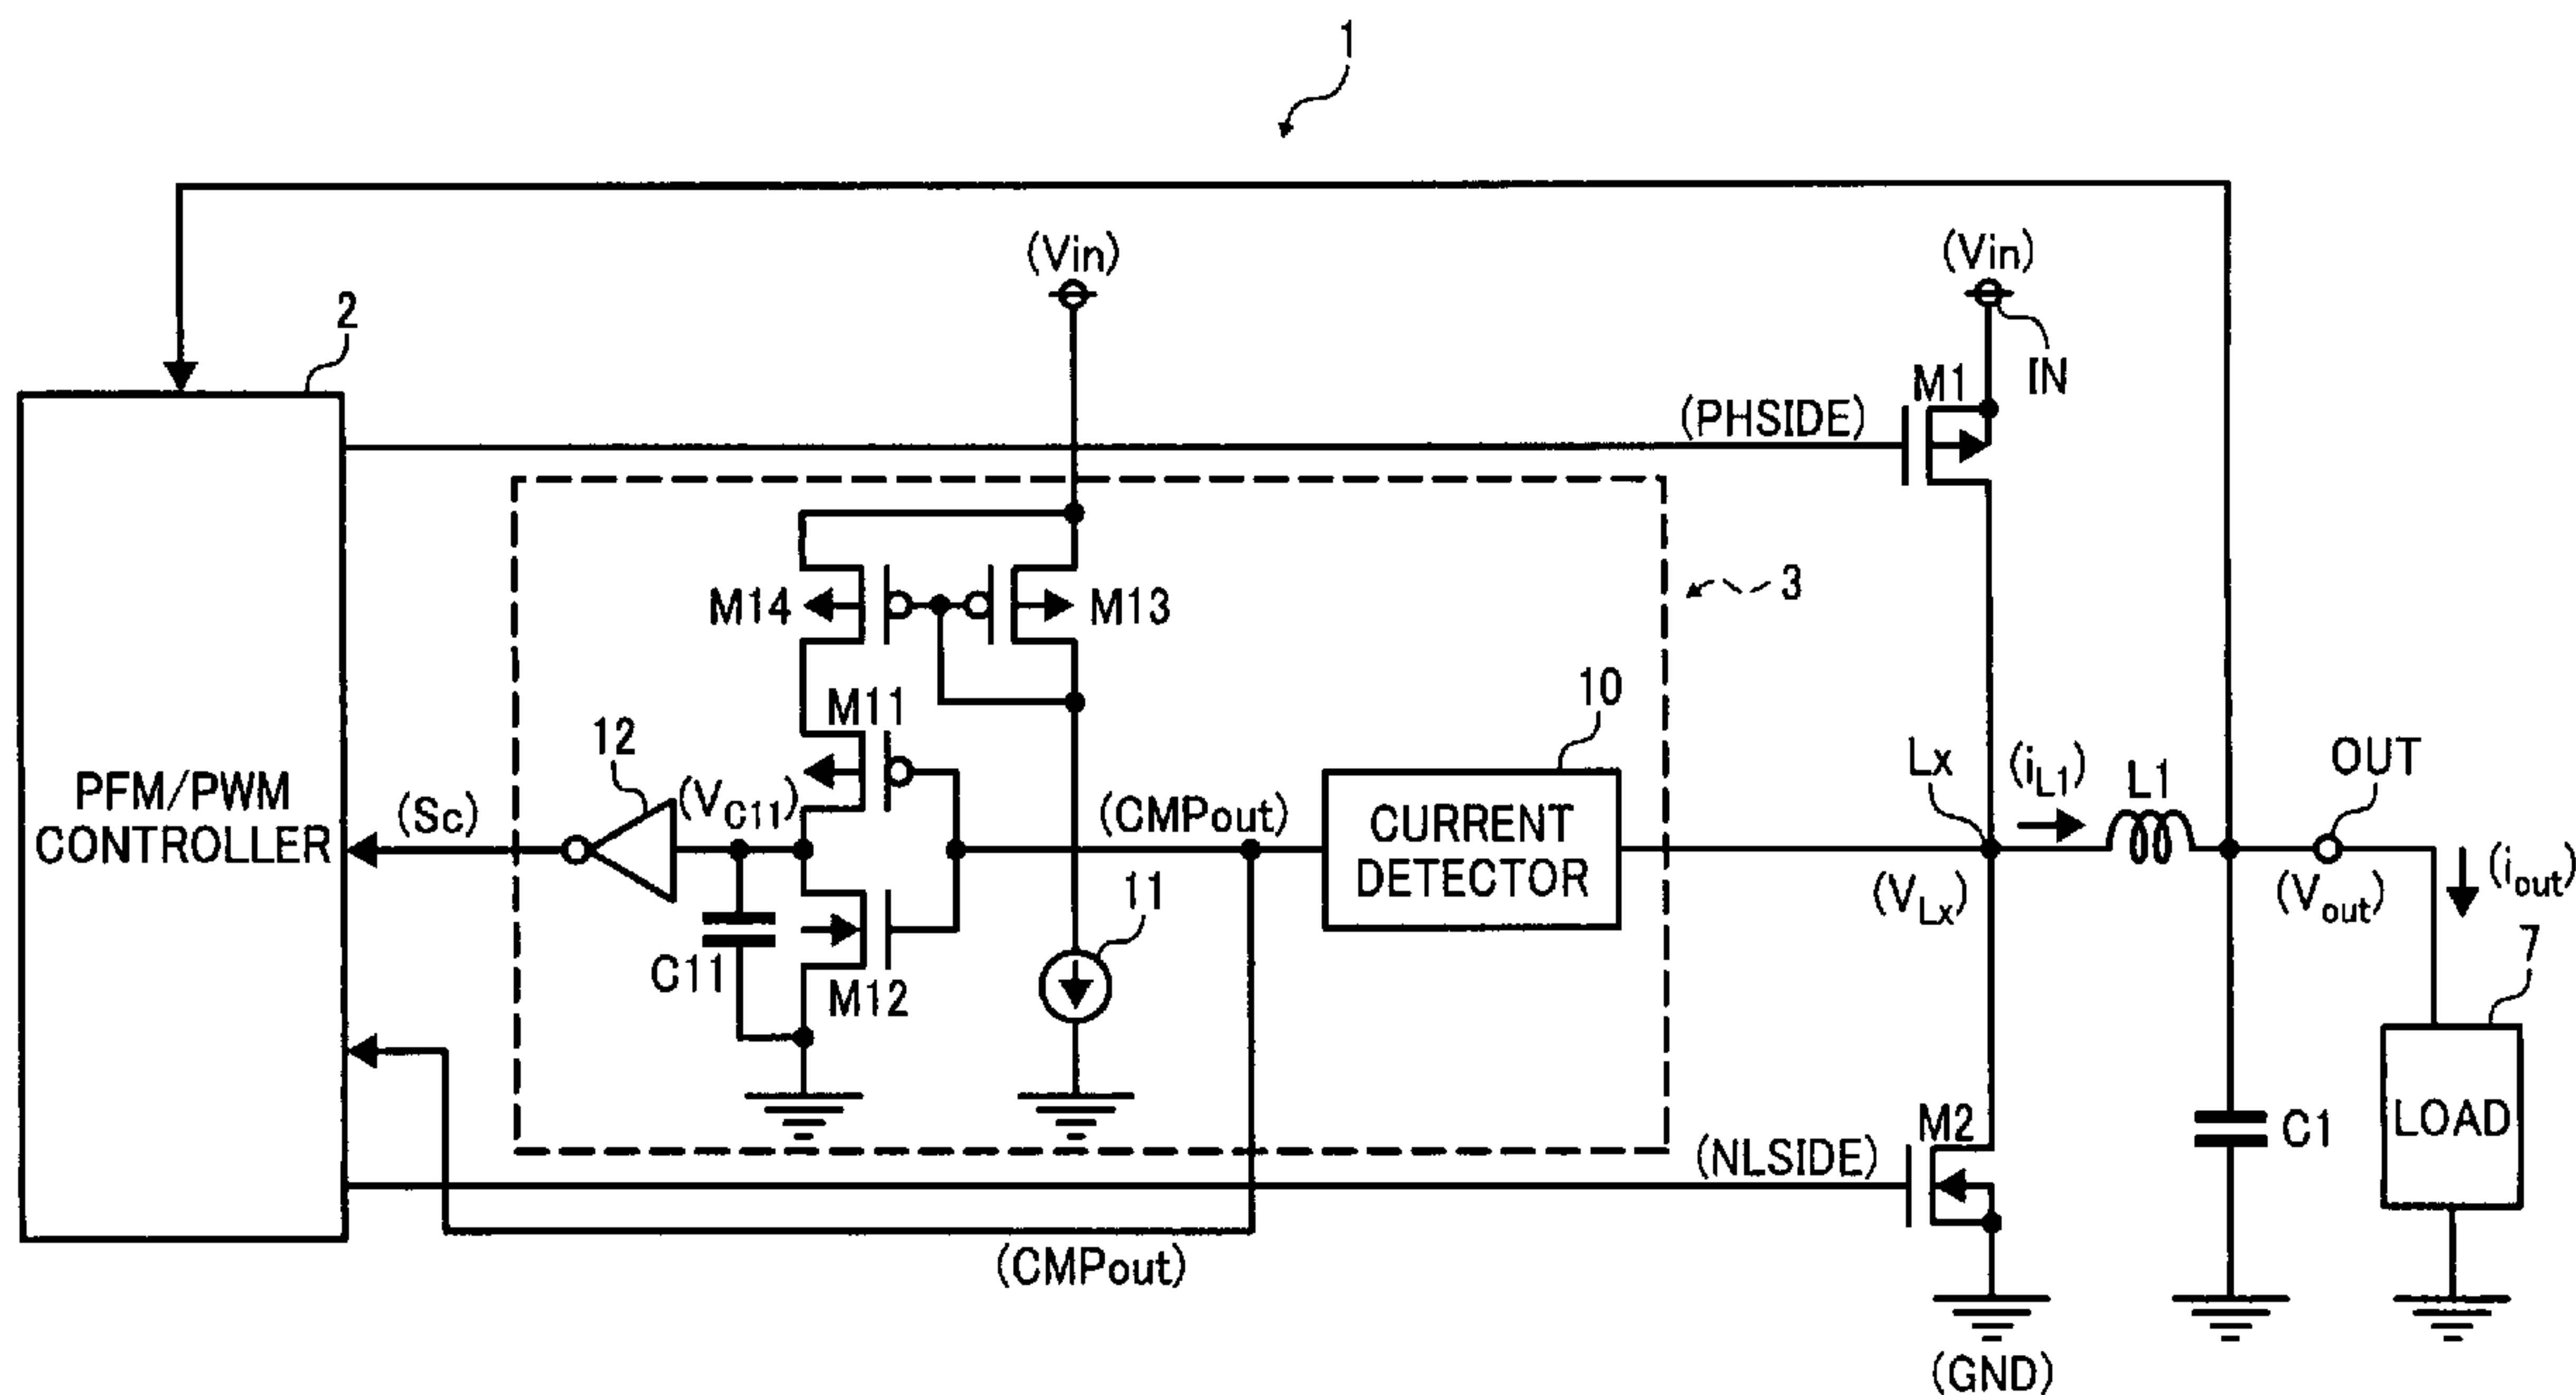 1
(Vin)
(Vin)
2
IN
M1
(PHSIDE)
M14
M13
3
M11
10
12
(VC11)
(Sc)
(CMPout)
PFM/PWM
CONTROLLER
CURRENT
DETECTOR
Lx
(iL1)
L1
OUT
(VLx)
(Vout)
(iout)
11
C11
M12
7
LOAD
M2
C1
(NLSIDE)
(CMPout)
(GND)